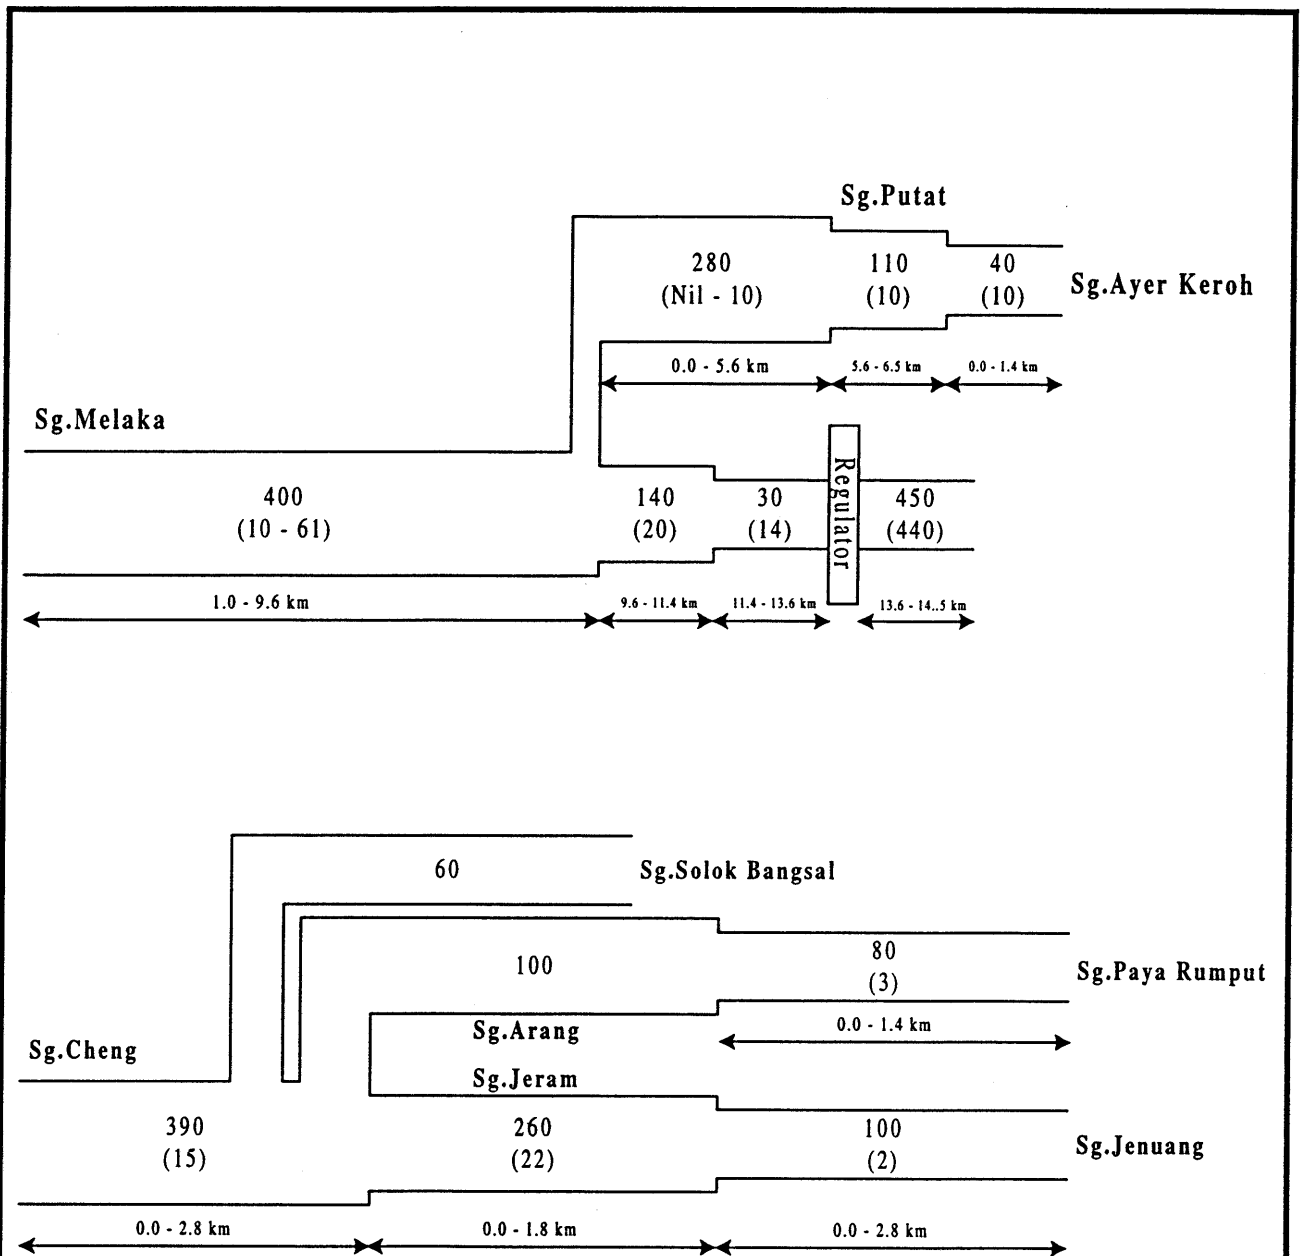 Sg.Putat
280
(Nil - 10)
110
(10)
40
(10)
Sg.Ayer Keroh
0.0 - 5.6 km
5.6 - 6.5 km
0.0 - 1.4 km
Sg.Melaka
400
(10 - 61)
140
(20)
30
(14)
Regulator
450
(440)
1.0 - 9.6 km
9.6 - 11.4 km
11.4 - 13.6 km
13.6 - 14..5 km
60
Sg.Solok Bangsal
100
80
(3)
Sg.Paya Rumput
Sg.Arang
0.0 - 1.4 km
Sg.Cheng
Sg.Jeram
390
(15)
260
(22)
100
(2)
Sg.Jenuang
0.0 - 2.8 km
0.0 - 1.8 km
0.0 - 2.8 km